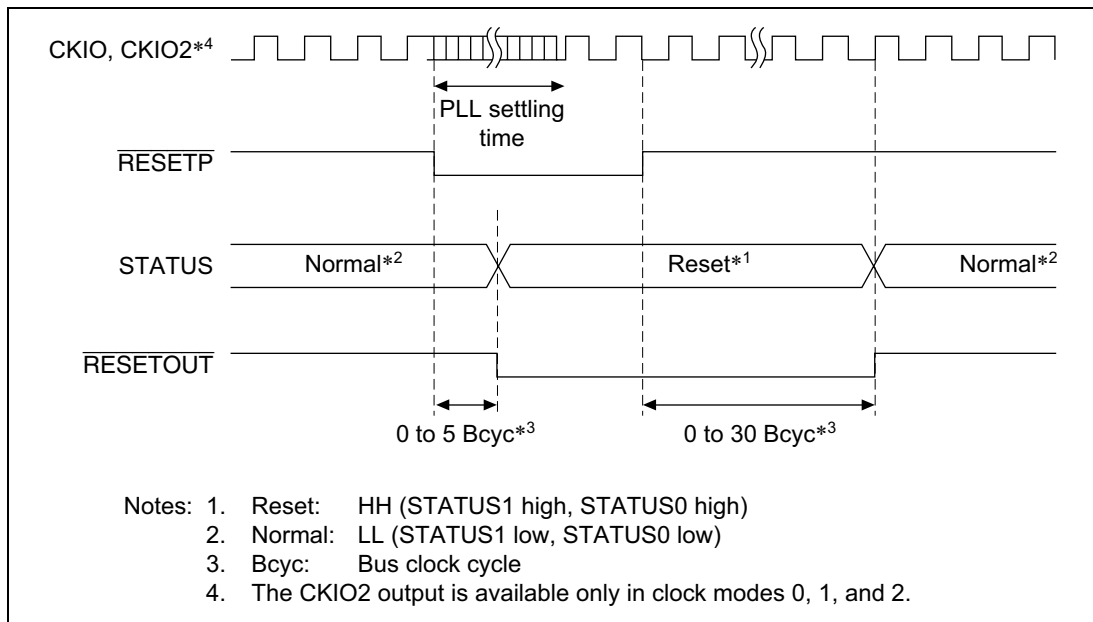 CKIO, CKIO2*4
PLL settling
time
RESETP
STATUS
Normal*2
Reset*1
Normal*2
RESETOUT
0 to 5 Bcyc*3
0 to 30 Bcyc*3
Notes: 1. Reset: HH (STATUS1 high, STATUS0 high)
2. Normal: LL (STATUS1 low, STATUS0 low)
3. Bcyc: Bus clock cycle
4. The CKIO2 output is available only in clock modes 0, 1, and 2.